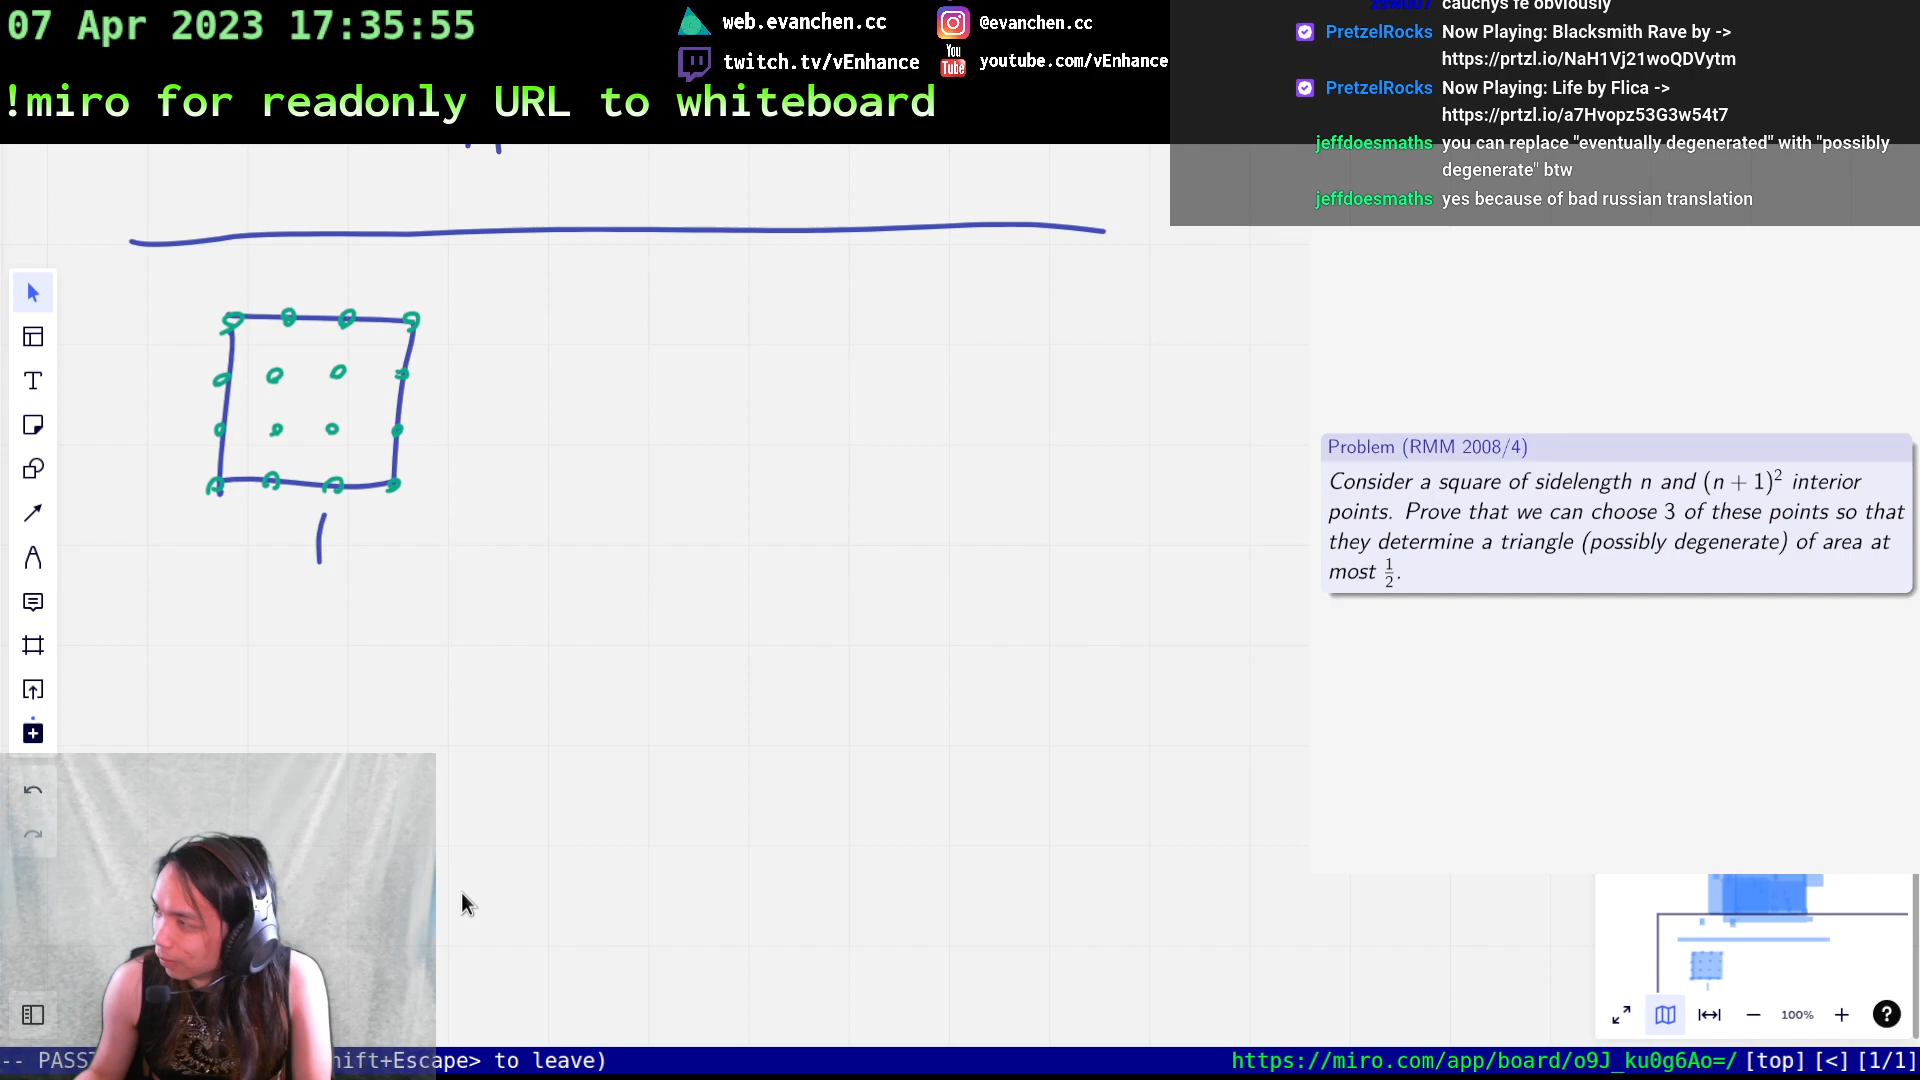 07 Apr 2023 17:35:55
!miro for readonly URL to whiteboard
web.evanchen.cc
@evanchen.cc
twitch.tv/vEnhance
You
Tube
youtube.com/vEnhance
cauchys fe obviously
PretzelRocks Now Playing: Blacksmith Rave by ->
https://prtzl.io/NaH1Vj21woQDVytm
PretzelRocks Now Playing: Life by Flica ->
https://prtzl.io/a7Hvopz53G3w54t7
jeffdoesmaths you can replace "eventually degenerated" with "possibly
degenerate" btw
jeffdoesmaths yes because of bad russian translation
Problem (RMM 2008/4)
Consider a square of sidelength n and (n + 1)² interior
points. Prove that we can choose 3 of these points so that
they determine a triangle (possibly degenerate) of area at
most 1/2.
100%
?
-- PASS
hift+Escape> to leave)
https://miro.com/app/board/o9J_ku0g6Ao=/ [top] [<] [1/1]